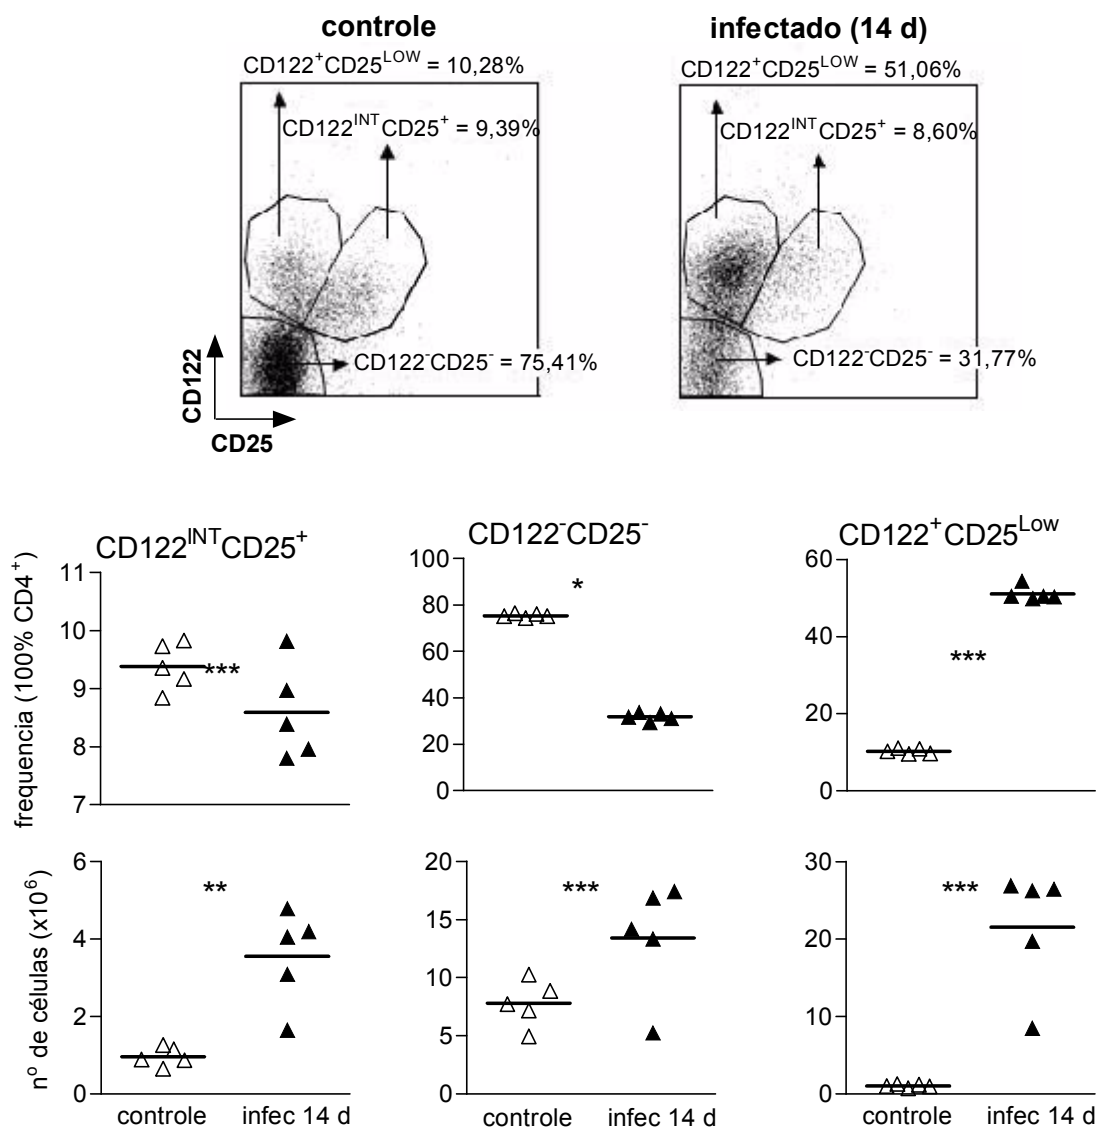 controle
infectado (14 d)
CD122⁺CD25ᴸᴼᵂ = 10,28%
CD122⁺CD25ᴸᴼᵂ = 51,06%
CD122ᴵᴺᵀCD25⁺ = 9,39%
CD122ᴵᴺᵀCD25⁺ = 8,60%
CD122⁻CD25⁻ = 75,41%
CD122⁻CD25⁻ = 31,77%
CD122
CD25
CD122ᴵᴺᵀCD25⁺
CD122⁻CD25⁻
CD122⁺CD25ᴸᵒʷ
frequencia (100% CD4⁺)
11
10
9
8
7
***
100
80
60
40
20
0
*
60
40
20
0
***
nº de células (x10⁶)
6
4
2
0
**
20
15
10
5
0
***
30
20
10
0
***
controle infec 14 d
controle infec 14 d
controle infec 14 d